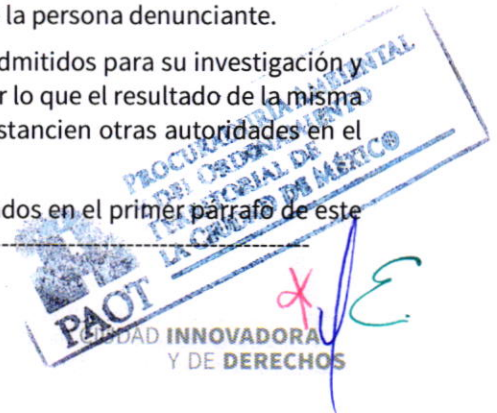 la persona denunciante.
dmitidos para su investigación y
r lo que el resultado de la misma
stancien otras autoridades en el
dos en el primer párrafo de este
PROCURADURÍA AMBIENTAL
DEL ORDENAMIENTO
TERRITORIAL DE
LA CIUDAD DE MÉXICO
PAOT
CIUDAD INNOVADORA
Y DE DERECHOS